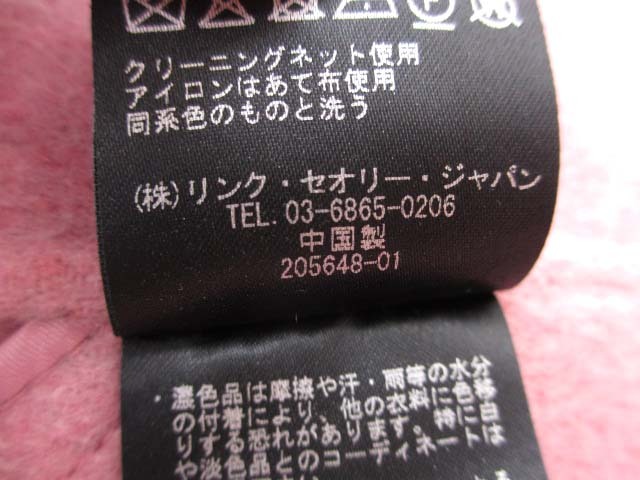 クリーニングネット使用
アイロンはあて布使用
同系色のものと洗う
(株)リンク・セオリー・ジャパン
TEL.03-6865-0206
中国製
205648-01
分移白は
水色にト
のに特ー
等料す。ネ
雨衣まィ
・のデ
汗他りー
や、あコ
擦りがの
摩よれと
は に恐品
品着る色
色付す淡
・濃のりや